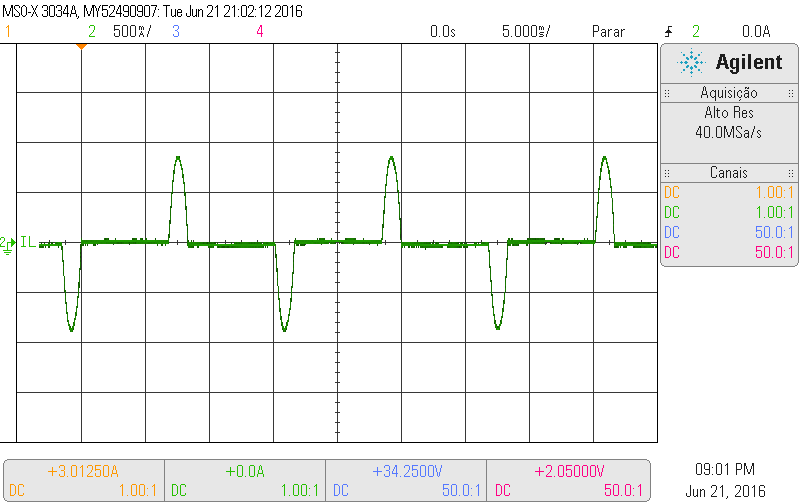 MSO-X 3034A, MY52490907: Tue Jun 21 21:02:12 2016
1 2 500ª/ 3 4 0.0s 5.000ms/ Parar 2 0.0A
Agilent
Aquisição
Alto Res
40.0MSa/s
Canais
DC 1.00:1
DC 1.00:1
DC 50.0:1
DC 50.0:1
2 IL
+3.01250A +0.0A +34.2500V +2.05000V
DC 1.00:1 DC 1.00:1 DC 50.0:1 DC 50.0:1
09:01 PM
Jun 21, 2016